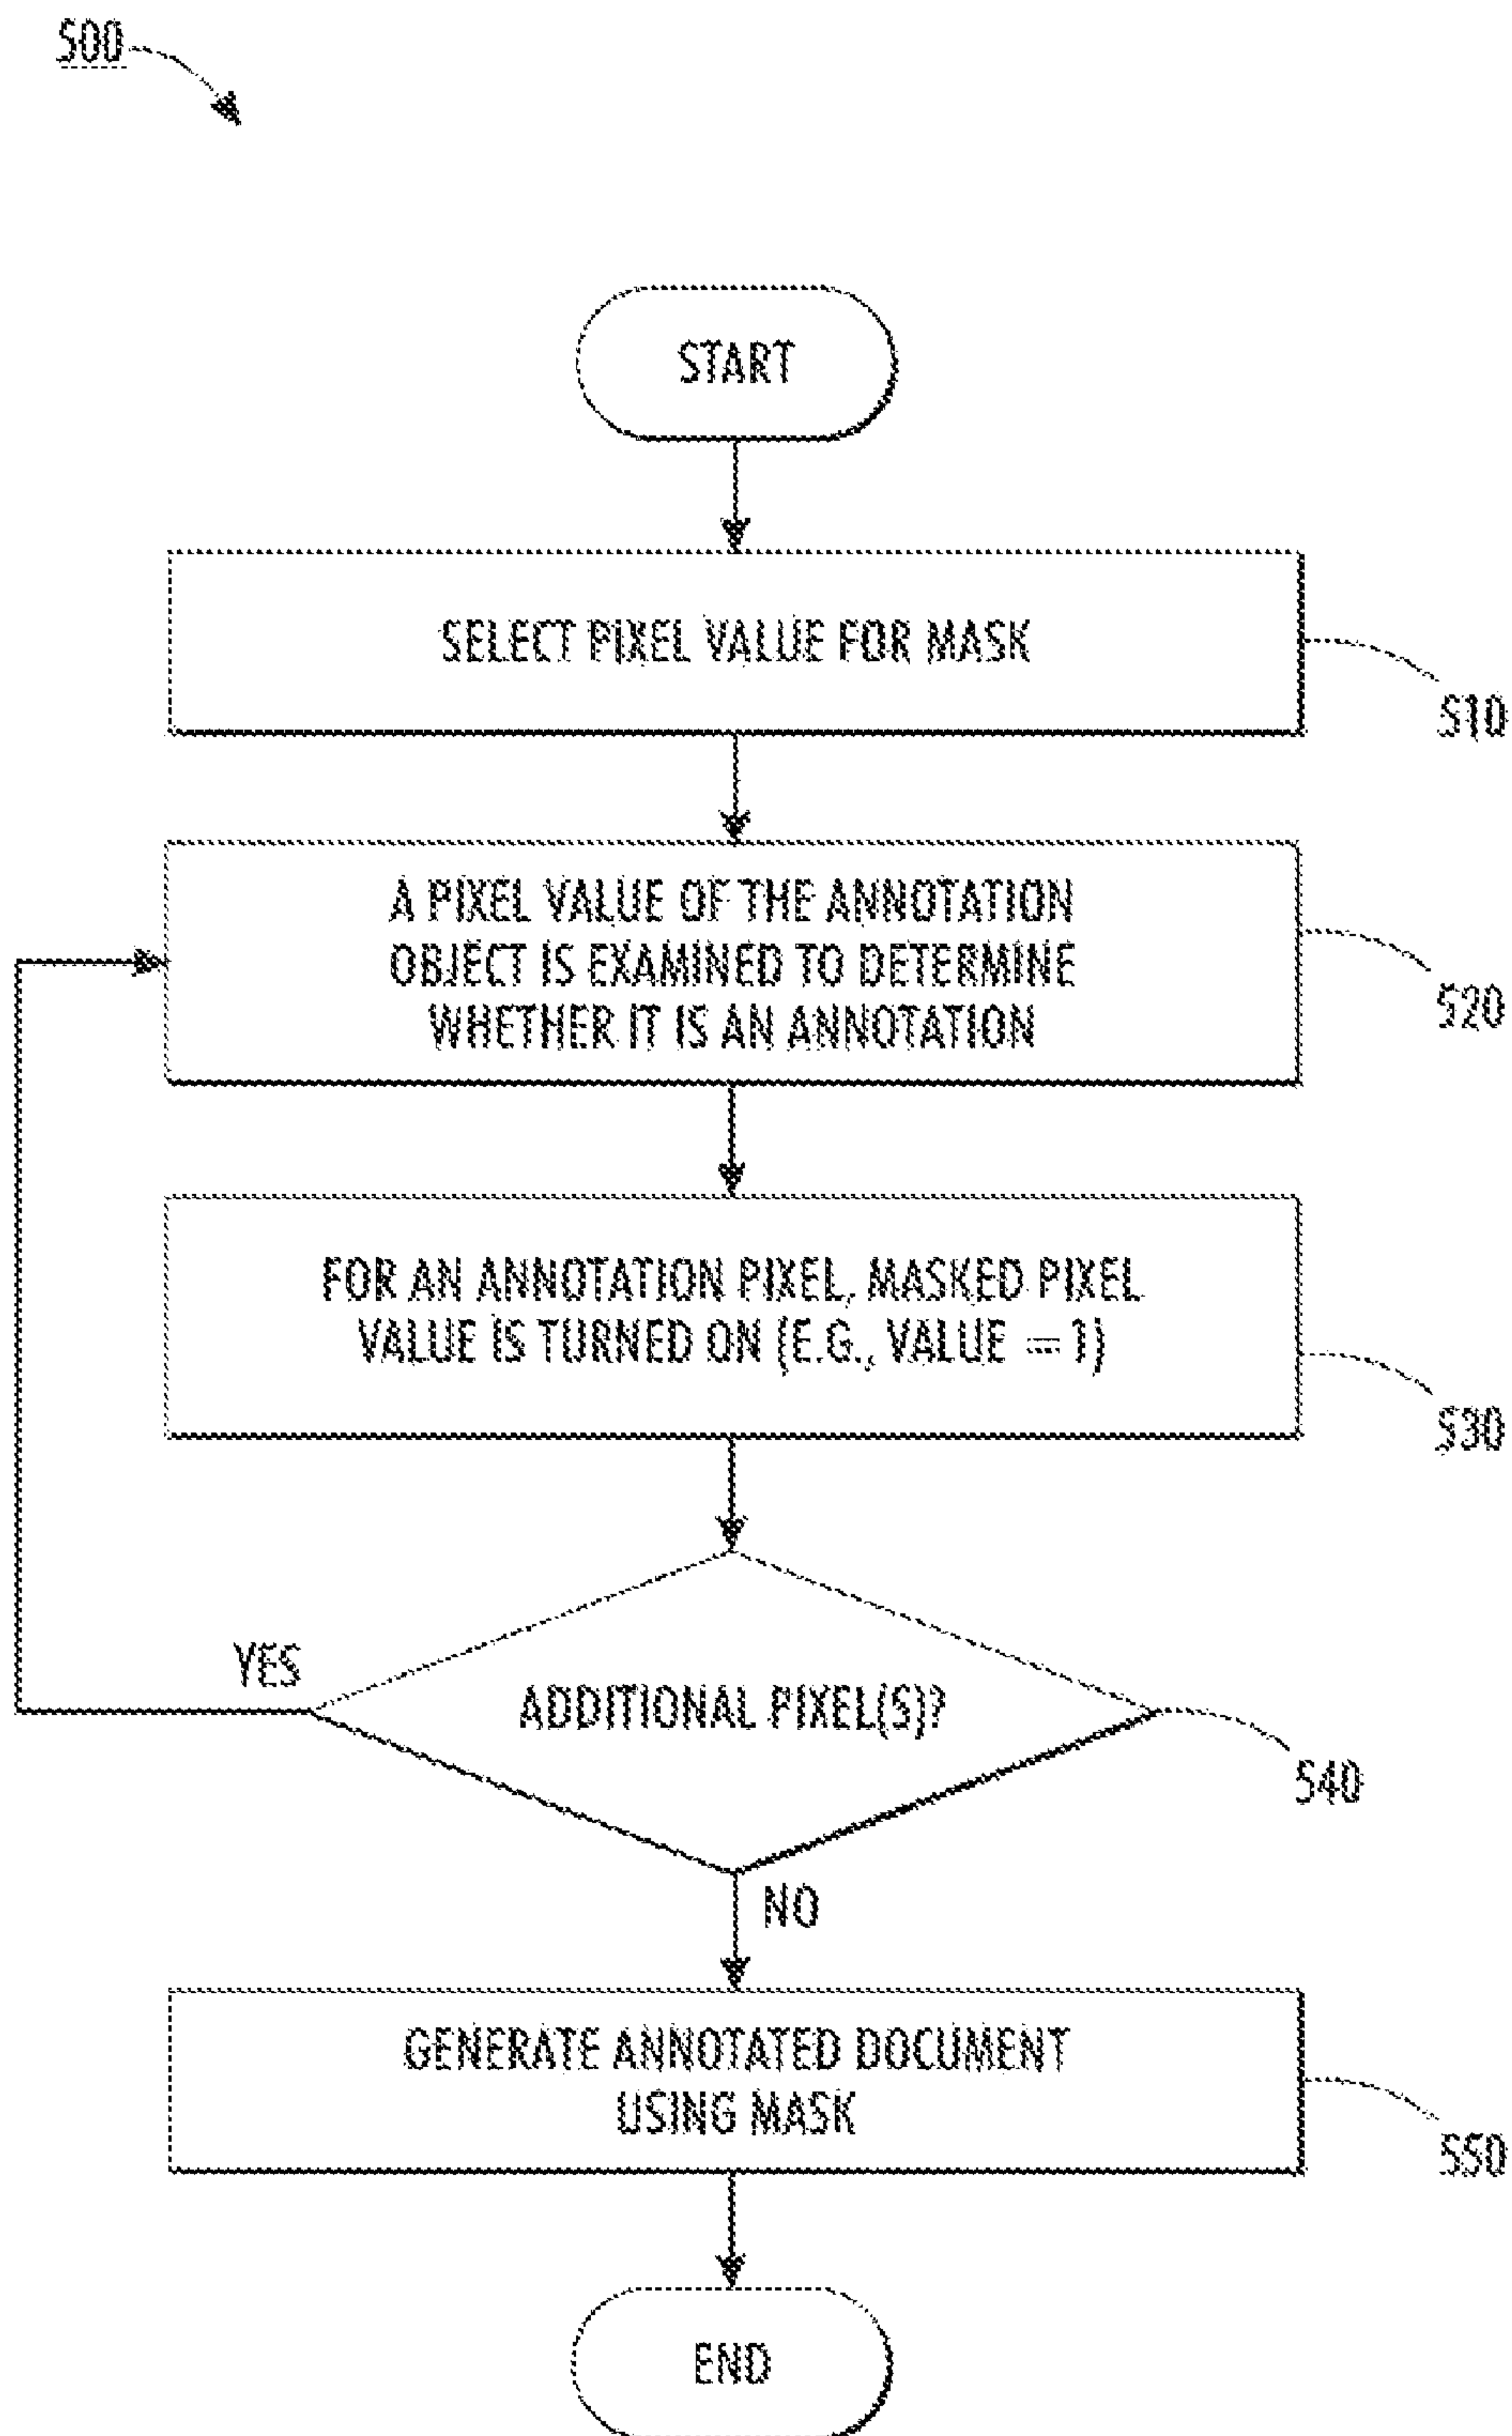 500
START
SELECT PIXEL VALUE FOR MASK
510
A PIXEL VALUE OF THE ANNOTATION
OBJECT IS EXAMINED TO DETERMINE
WHETHER IT IS AN ANNOTATION
520
FOR AN ANNOTATION PIXEL, MASKED PIXEL
VALUE IS TURNED ON (E.G., VALUE = 1)
530
YES
ADDITIONAL PIXEL(S)?
540
NO
GENERATE ANNOTATED DOCUMENT
USING MASK
550
END